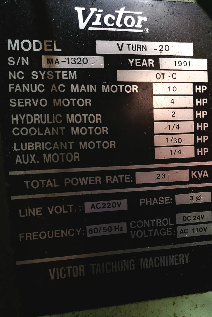 Victor
MODEL V TURN -20
S/N MA-1320 YEAR 1991
NC SYSTEM OT-C
FANUC AC MAIN MOTOR 10 HP
SERVO MOTOR 4 HP
HYDRULIC MOTOR 2 HP
COOLANT MOTOR 1/4 HP
LUBRICANT MOTOR 1/30 HP
AUX. MOTOR 1/4 HP
TOTAL POWER RATE. 23 KVA
LINE VOLT.: AC220V PHASE: 3ø
FREQUENCY: 60/50 Hz CONTROL VOLTAGE: DC 24V AC 110V
VICTOR TAICHUNG MACHINERY